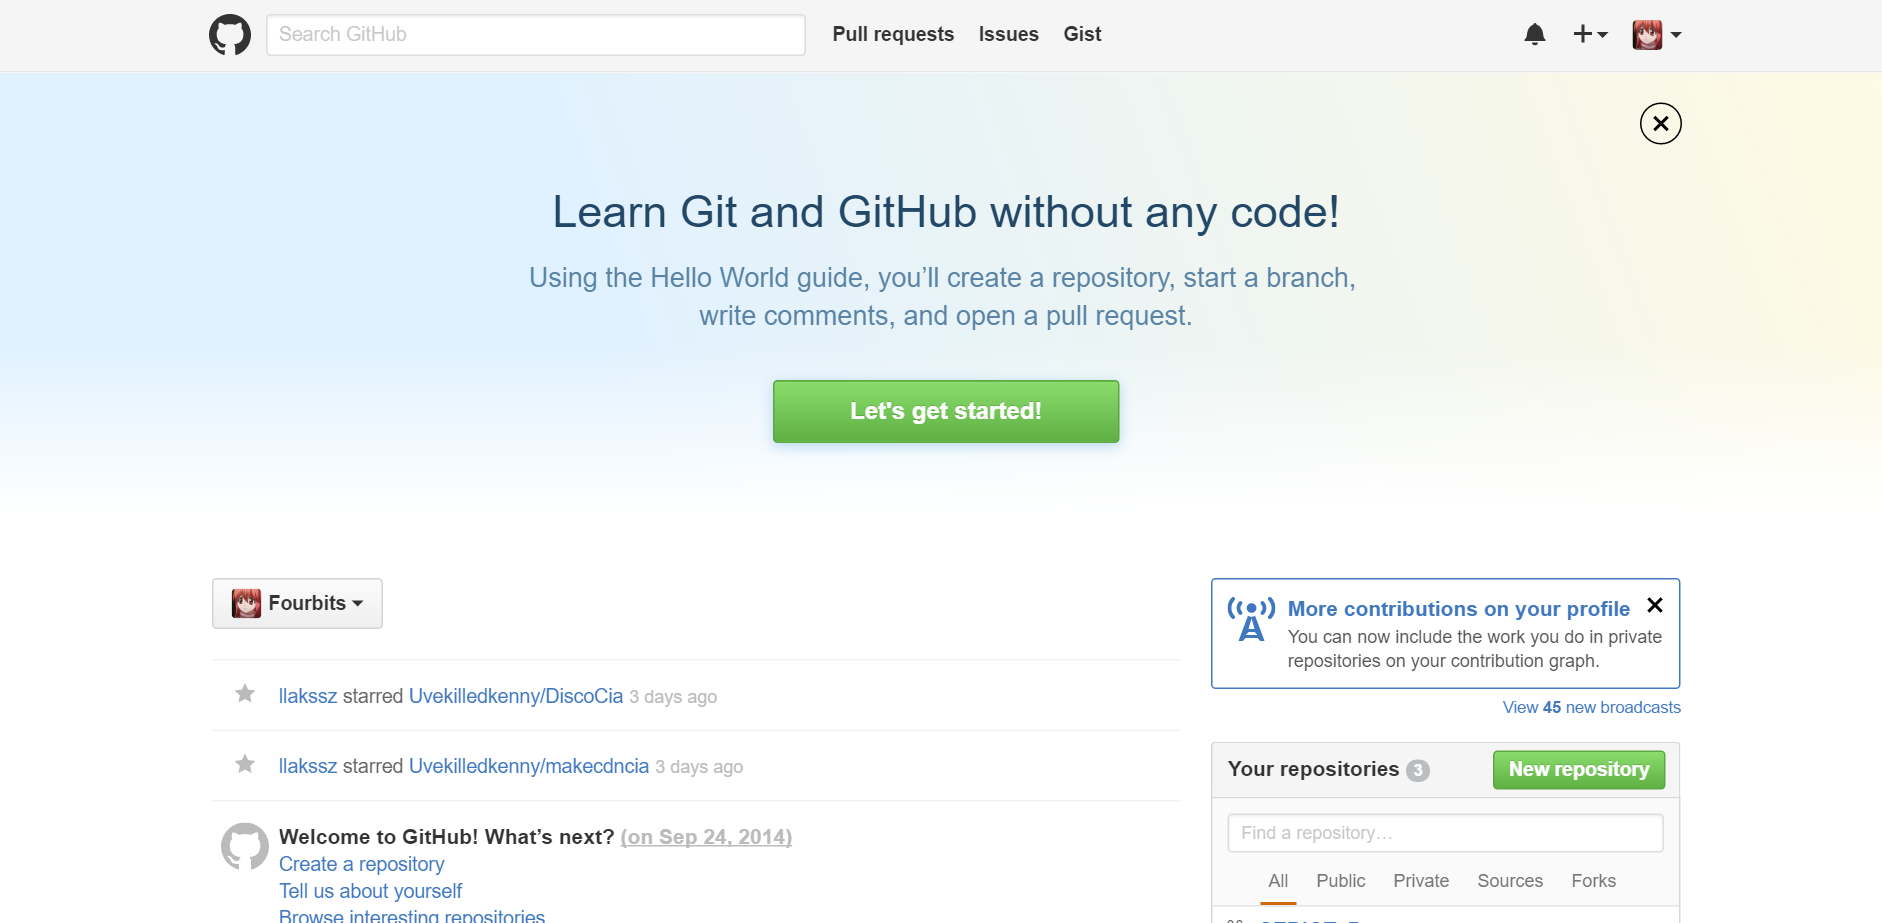 Search GitHub
Pull requests
Issues
Gist
Learn Git and GitHub without any code!
Using the Hello World guide, you’ll create a repository, start a branch,
write comments, and open a pull request.
Let's get started!
Fourbits
llakssz starred Uvekilledkenny/DiscoCia 3 days ago
llakssz starred Uvekilledkenny/makecdncia 3 days ago
Welcome to GitHub! What’s next? (on Sep 24, 2014)
Create a repository
Tell us about yourself
Browse interesting repositories
More contributions on your profile
You can now include the work you do in private
repositories on your contribution graph.
View 45 new broadcasts
Your repositories 3
New repository
Find a repository…
All
Public
Private
Sources
Forks